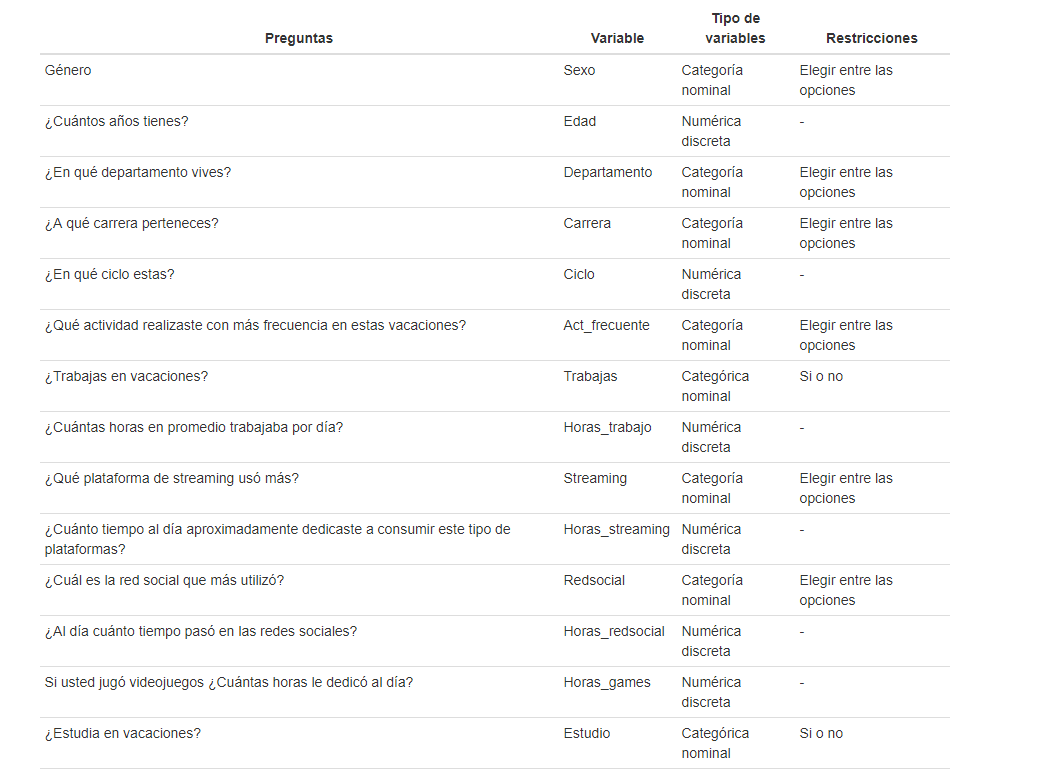 Preguntas Variable Tipo de variables Restricciones
Género Sexo Categoría nominal Elegir entre las opciones
¿Cuántos años tienes? Edad Numérica discreta -
¿En qué departamento vives? Departamento Categoría nominal Elegir entre las opciones
¿A qué carrera perteneces? Carrera Categoría nominal Elegir entre las opciones
¿En qué ciclo estas? Ciclo Numérica discreta -
¿Qué actividad realizaste con más frecuencia en estas vacaciones? Act_frecuente Categoría nominal Elegir entre las opciones
¿Trabajas en vacaciones? Trabajas Categórica nominal Si o no
¿Cuántas horas en promedio trabajaba por día? Horas_trabajo Numérica discreta -
¿Qué plataforma de streaming usó más? Streaming Categoría nominal Elegir entre las opciones
¿Cuánto tiempo al día aproximadamente dedicaste a consumir este tipo de plataformas? Horas_streaming Numérica discreta -
¿Cuál es la red social que más utilizó? Redsocial Categoría nominal Elegir entre las opciones
¿Al día cuánto tiempo pasó en las redes sociales? Horas_redsocial Numérica discreta -
Si usted jugó videojuegos ¿Cuántas horas le dedicó al día? Horas_games Numérica discreta -
¿Estudia en vacaciones? Estudio Categórica nominal Si o no